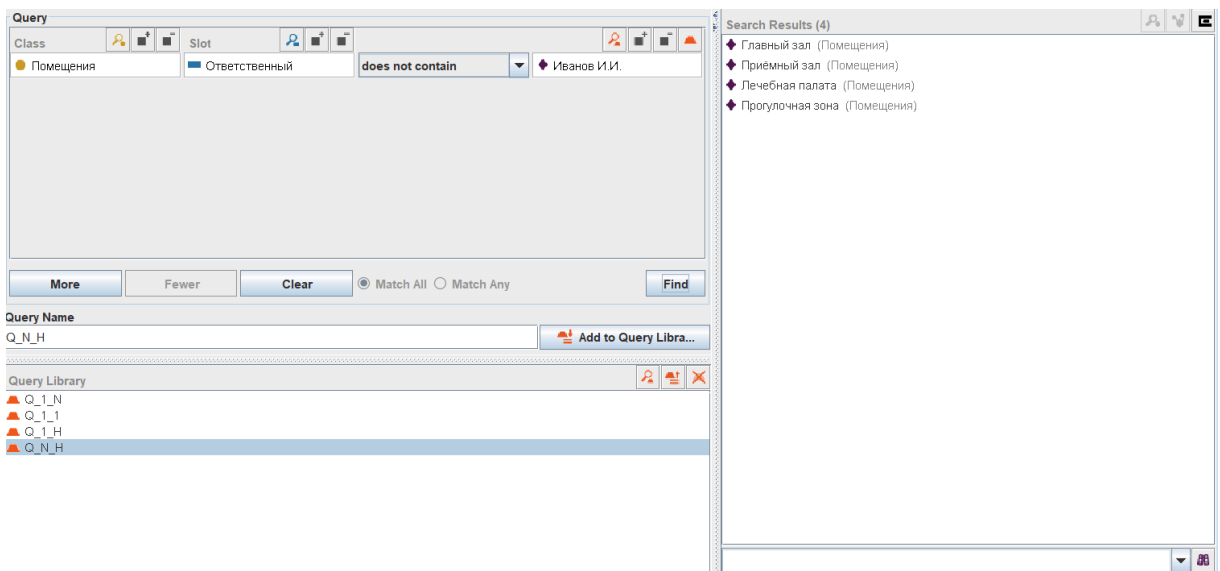 Query
Class
Slot
Помещения
Ответственный
does not contain
Иванов И.И.
More
Fewer
Clear
Match All
Match Any
Find
Query Name
Q_N_H
Add to Query Libra...
Query Library
Q_1_N
Q_1_1
Q_1_H
Q_N_H
Search Results (4)
Главный зал (Помещения)
Приёмный зал (Помещения)
Лечебная палата (Помещения)
Прогулочная зона (Помещения)